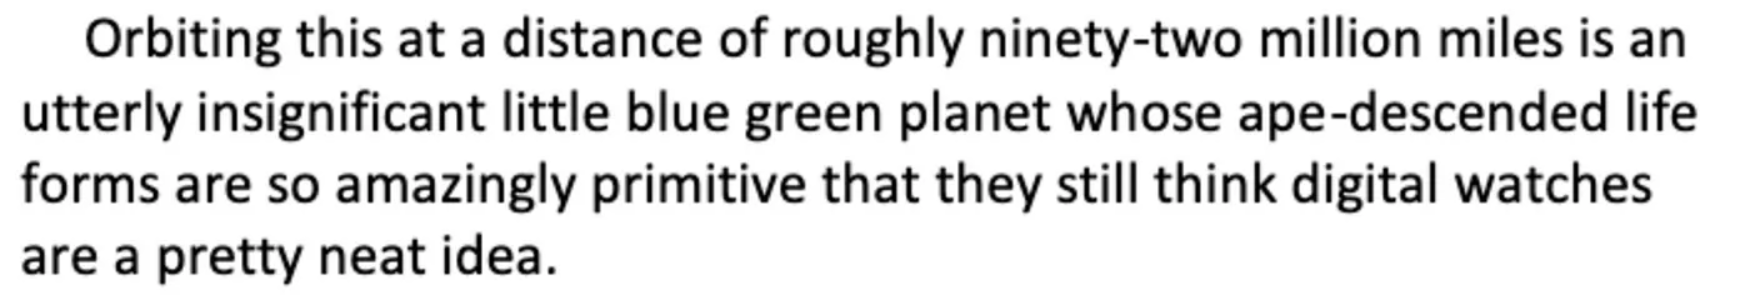 Orbiting this at a distance of roughly ninety-two million miles is an
utterly insignificant little blue green planet whose ape-descended life
forms are so amazingly primitive that they still think digital watches
are a pretty neat idea.